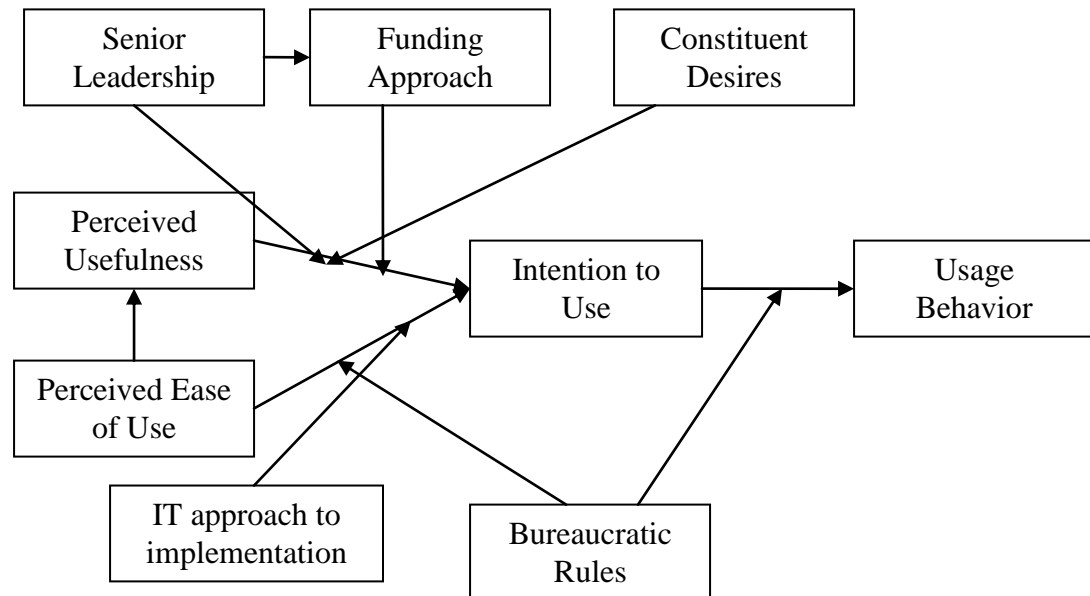 Senior
Leadership
Funding
Approach
Constituent
Desires
Perceived
Usefulness
Intention to
Use
Usage
Behavior
Perceived Ease
of Use
IT approach to
implementation
Bureaucratic
Rules